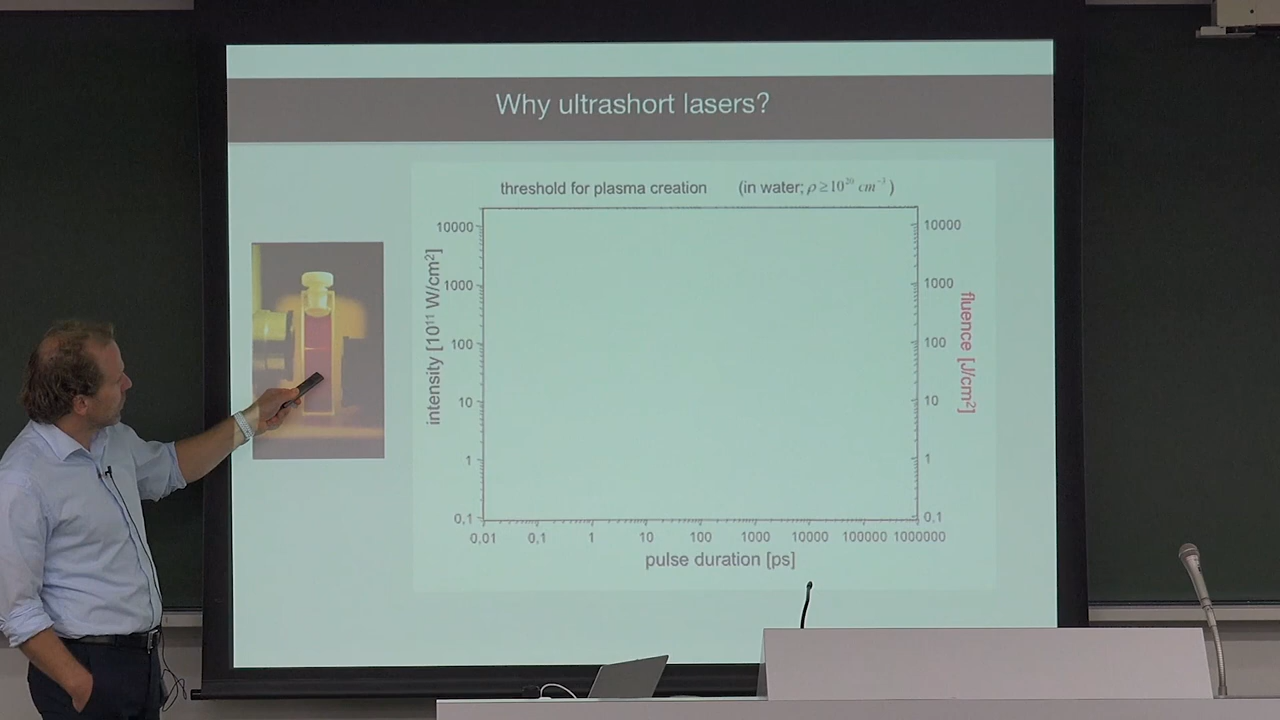 Why ultrashort lasers?
threshold for plasma creation (in water; ρ ≥ 10²⁰ cm⁻³)
10000
1000
100
10
1
0,1
intensity [10¹¹ W/cm²]
10000
1000
100
10
1
0,1
fluence [J/cm²]
0,01 0,1 1 10 100 1000 10000 100000 1000000
pulse duration [ps]